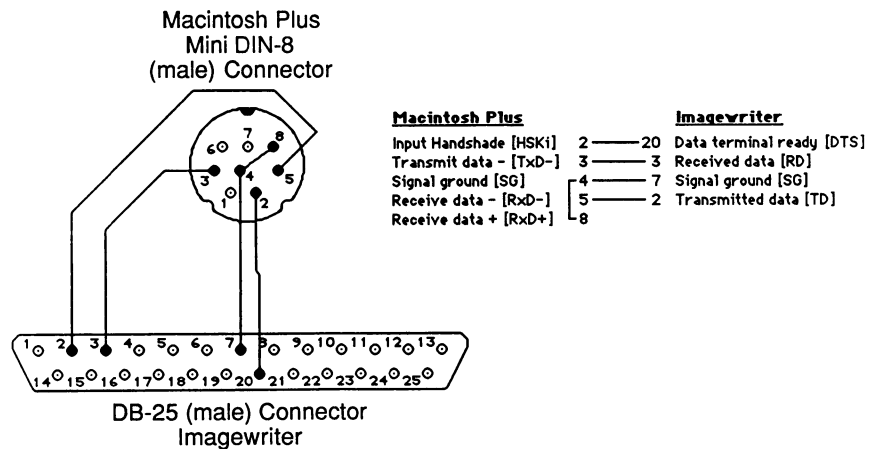 Macintosh Plus
Mini DIN-8
(male) Connector
7
6 8
3 4 5
1 2
Macintosh Plus Imagewriter
Input Handshade [HSKi] 2 20 Data terminal ready [DTS]
Transmit data - [TxD-] 3 3 Received data [RD]
Signal ground [SG] 4 7 Signal ground [SG]
Receive data - [RxD-] 5 2 Transmitted data [TD]
Receive data + [RxD+] 8
1 2 3 4 5 6 7 8 9 10 11 12 13
14 15 16 17 18 19 20 21 22 23 24 25
DB-25 (male) Connector
Imagewriter